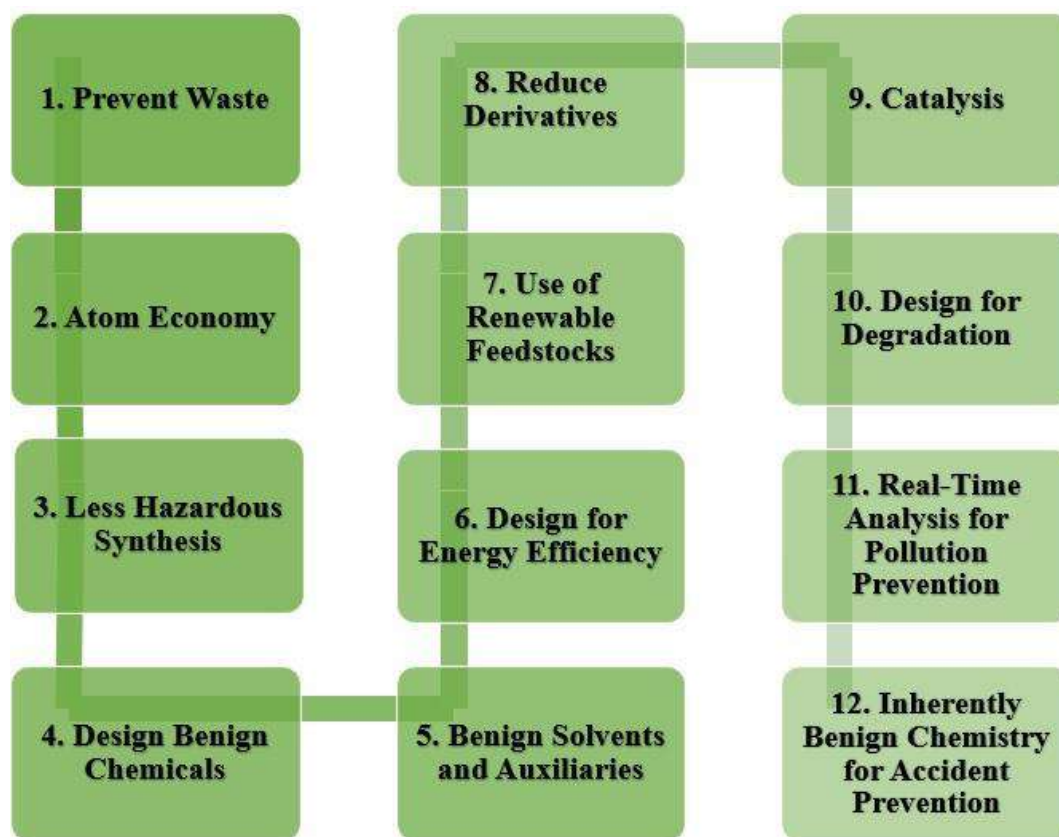 1. Prevent Waste
2. Atom Economy
3. Less Hazardous
Synthesis
4. Design Benign
Chemicals
5. Benign Solvents
and Auxiliaries
6. Design for
Energy Efficiency
7. Use of
Renewable
Feedstocks
8. Reduce
Derivatives
9. Catalysis
10. Design for
Degradation
11. Real-Time
Analysis for
Pollution
Prevention
12. Inherently
Benign Chemistry
for Accident
Prevention